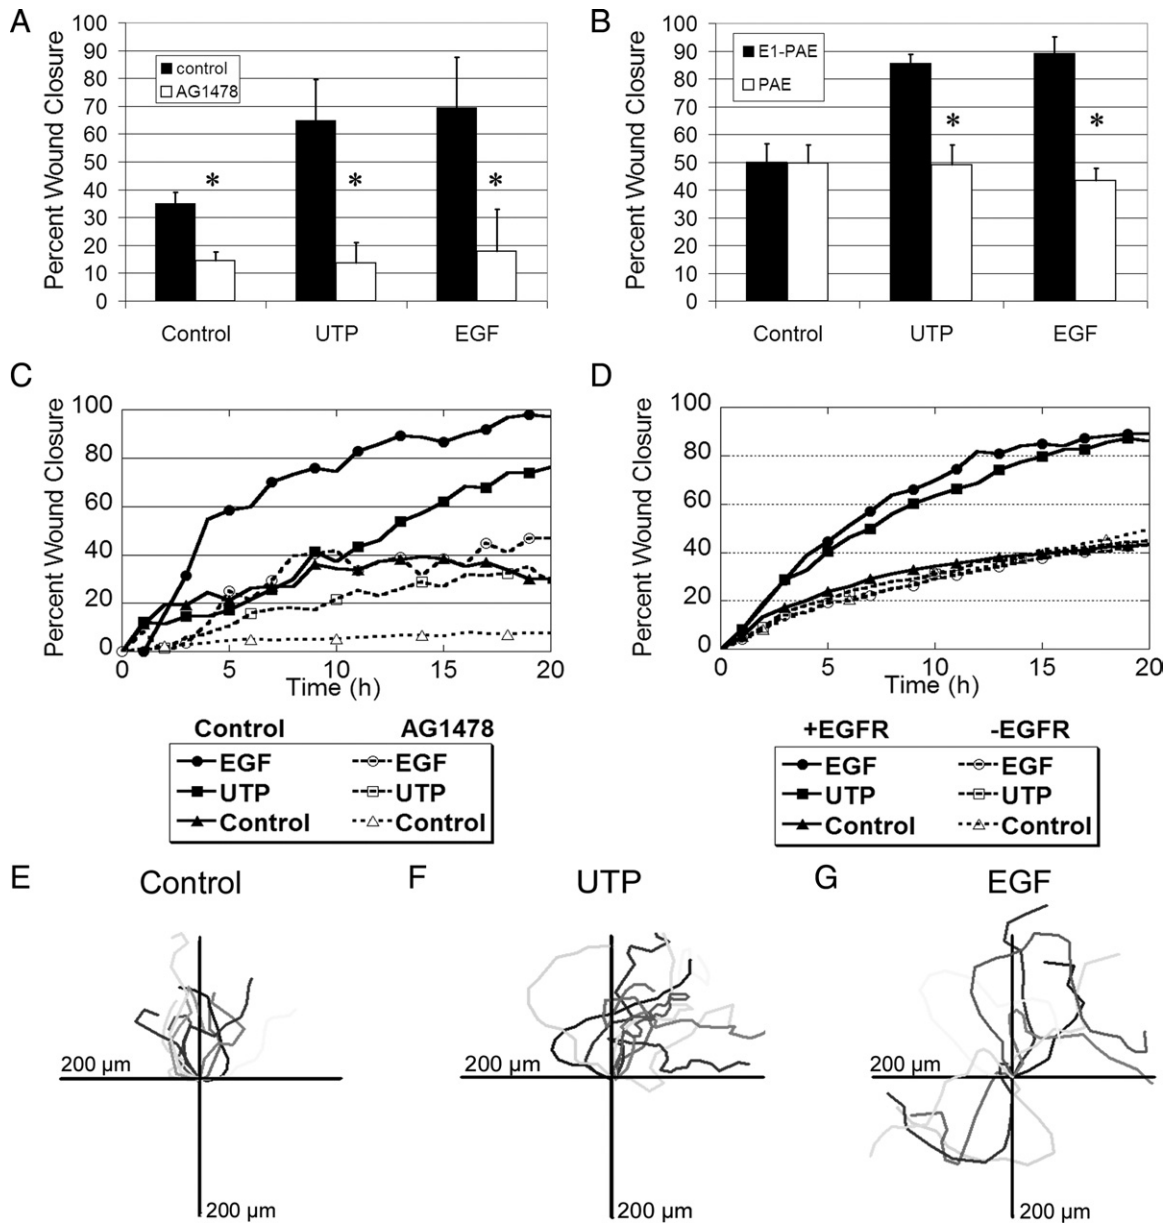 A
Percent Wound Closure
100
90
80
70
60
50
40
30
20
10
0
control
AG1478
*
*
*
Control
UTP
EGF
B
Percent Wound Closure
100
90
80
70
60
50
40
30
20
10
0
E1-PAE
PAE
*
*
Control
UTP
EGF
C
Percent Wound Closure
100
80
60
40
20
0
0
5
10
15
20
Time (h)
Control AG1478
EGF EGF
UTP UTP
Control Control
D
Percent Wound Closure
100
80
60
40
20
0
0
5
10
15
20
Time (h)
+EGFR -EGFR
EGF EGF
UTP UTP
Control Control
E
Control
200 µm
200 µm
F
UTP
200 µm
200 µm
G
EGF
200 µm
200 µm